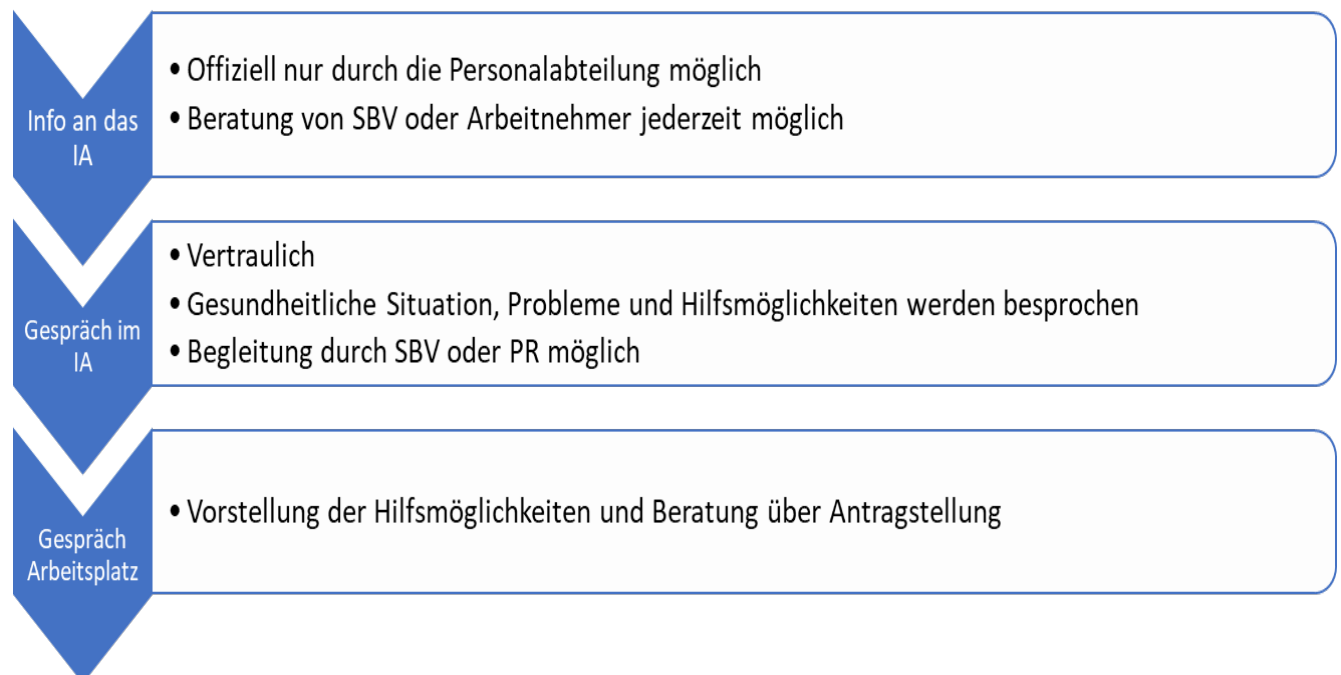 Info an das
IA
• Offiziell nur durch die Personalabteilung möglich
• Beratung von SBV oder Arbeitnehmer jederzeit möglich
Gespräch im
IA
• Vertraulich
• Gesundheitliche Situation, Probleme und Hilfsmöglichkeiten werden besprochen
• Begleitung durch SBV oder PR möglich
Gespräch
Arbeitsplatz
• Vorstellung der Hilfsmöglichkeiten und Beratung über Antragstellung